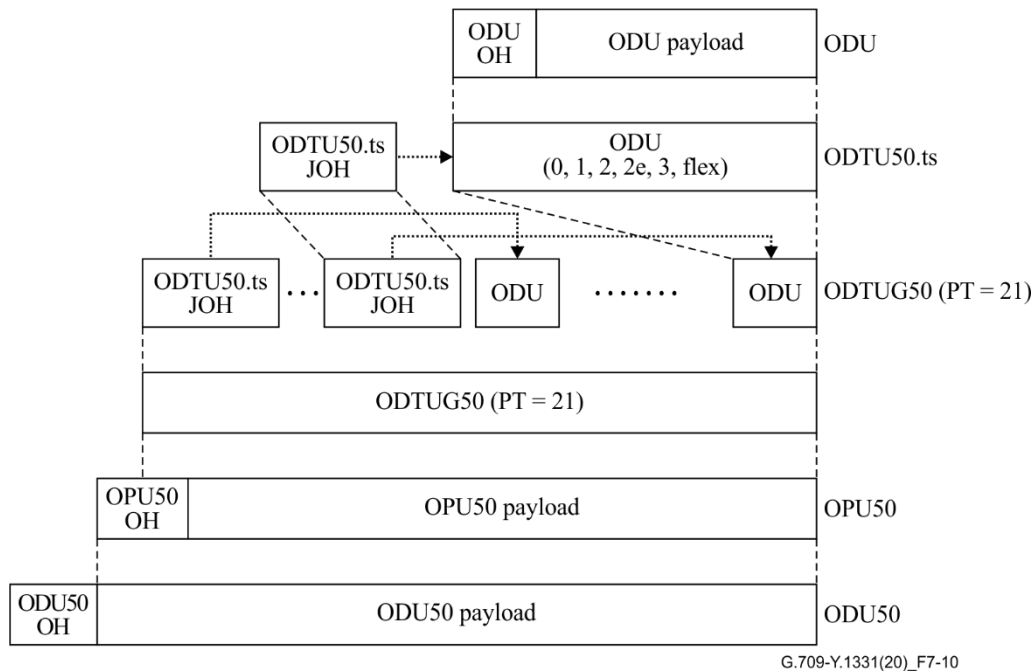 ODU
OH
ODU payload
ODU
ODTU50.ts
JOH
ODU
(0, 1, 2, 2e, 3, flex)
ODTU50.ts
ODTU50.ts
JOH
ODTU50.ts
JOH
ODU
ODU
ODTUG50 (PT = 21)
ODTUG50 (PT = 21)
OPU50
OH
OPU50 payload
OPU50
ODU50
OH
ODU50 payload
ODU50
G.709-Y.1331(20)_F7-10